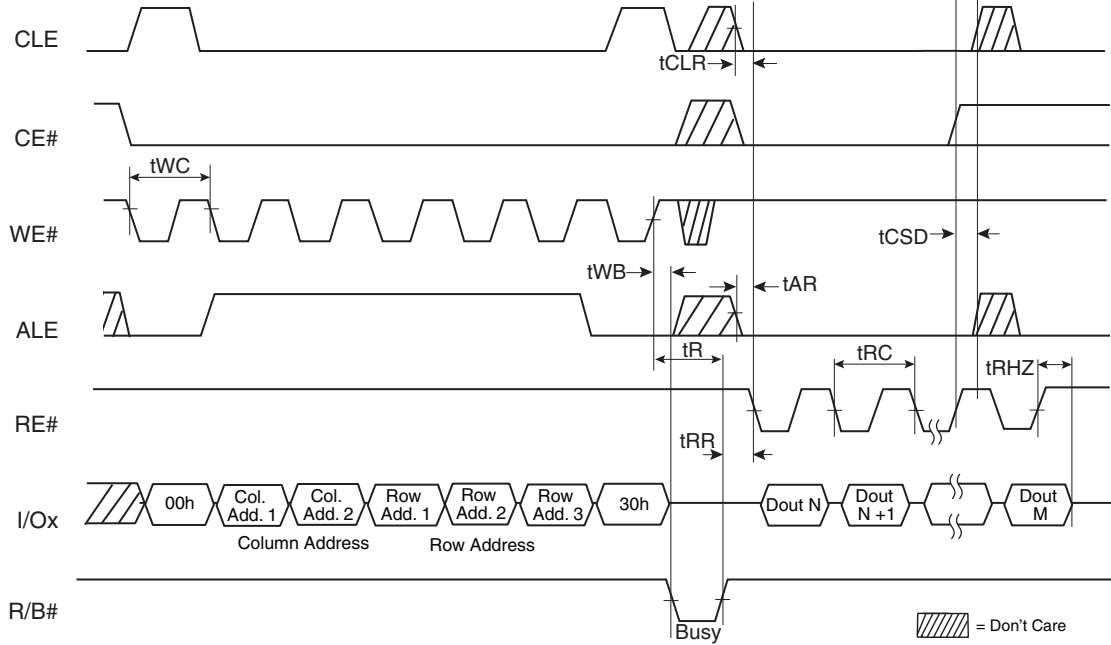 CLE
tCLR
CE#
tWC
WE#
tCSD
tWB
tAR
ALE
tR
tRC
tRHZ
RE#
tRR
I/Ox
00h
Col.
Add. 1
Col.
Add. 2
Row
Add. 1
Row
Add. 2
Row
Add. 3
30h
Dout N
Dout
N +1
Dout
M
Column Address
Row Address
R/B#
Busy
= Don't Care